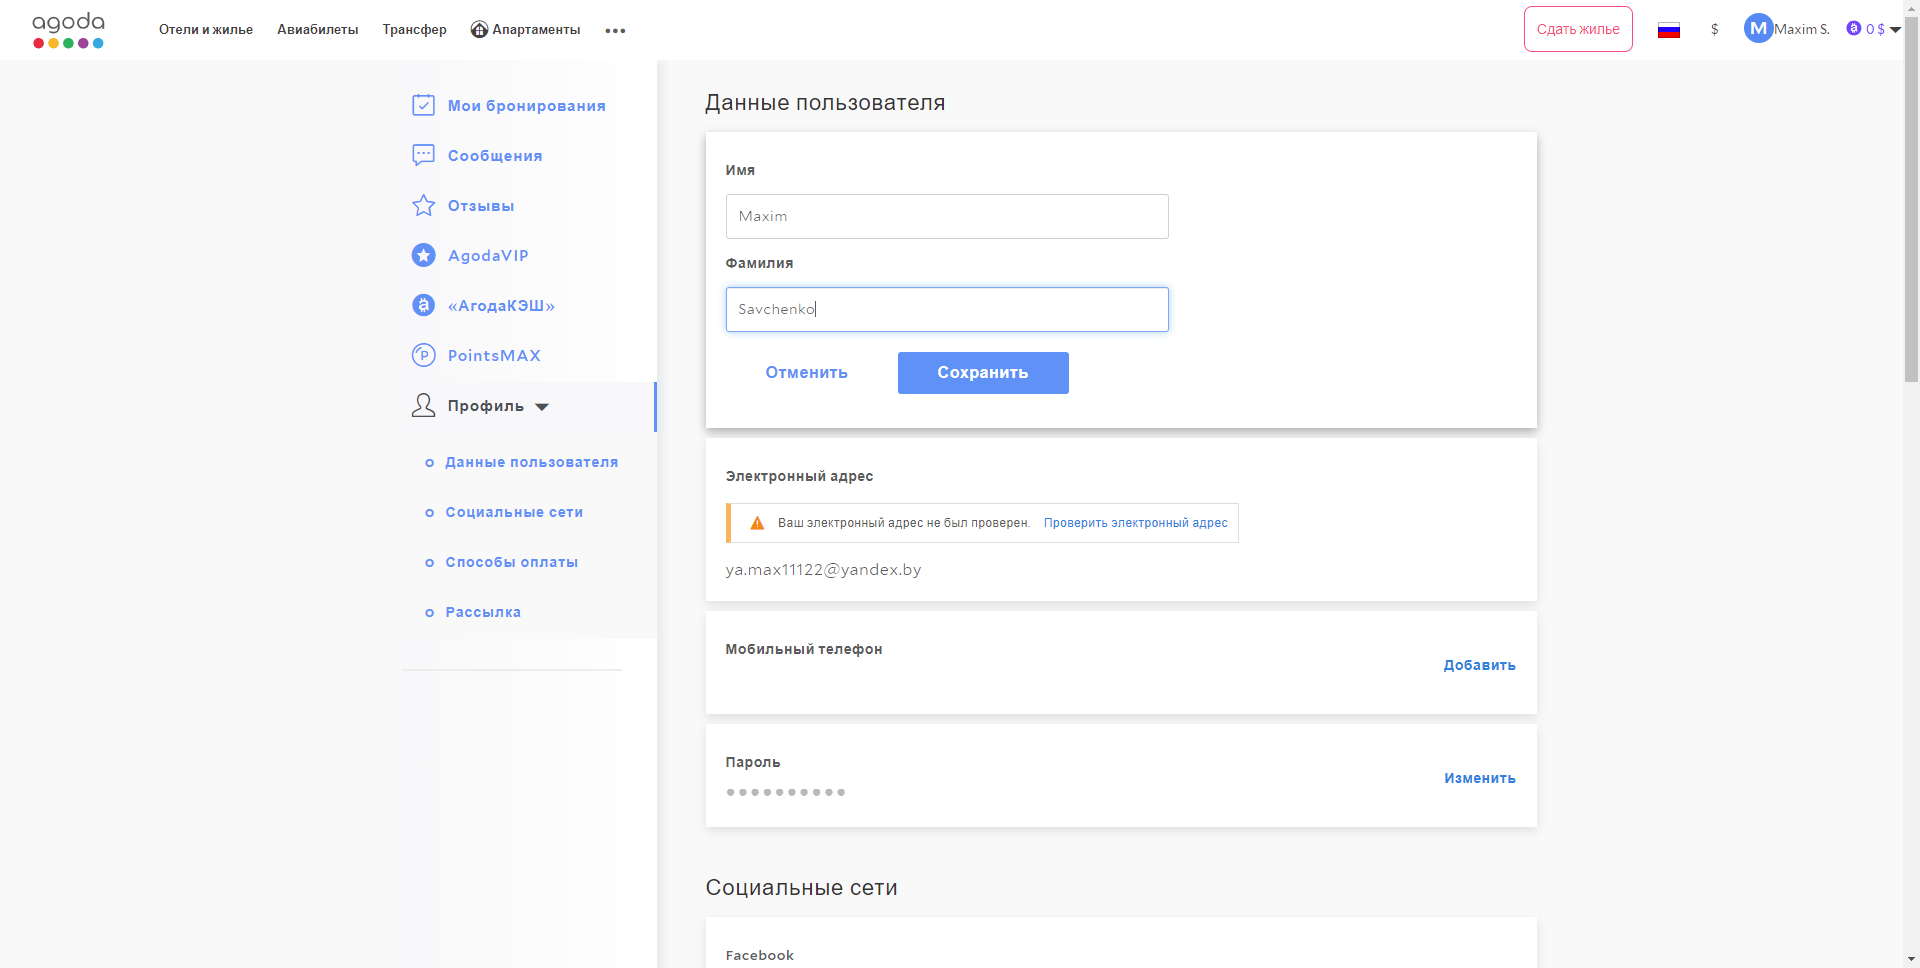 agoda
Отели и жилье
Авиабилеты
Трансфер
Апартаменты
Сдать жилье
$
M
Maxim S.
0 $
Мои бронирования
Сообщения
Отзывы
AgodaVIP
«АгодаКЭШ»
PointsMAX
Профиль
Данные пользователя
Социальные сети
Способы оплаты
Рассылка
Данные пользователя
Имя
Maxim
Фамилия
Savchenko
Отменить
Сохранить
Электронный адрес
Ваш электронный адрес не был проверен. Проверить электронный адрес
ya.max11122@yandex.by
Мобильный телефон
Добавить
Пароль
Изменить
Социальные сети
Facebook